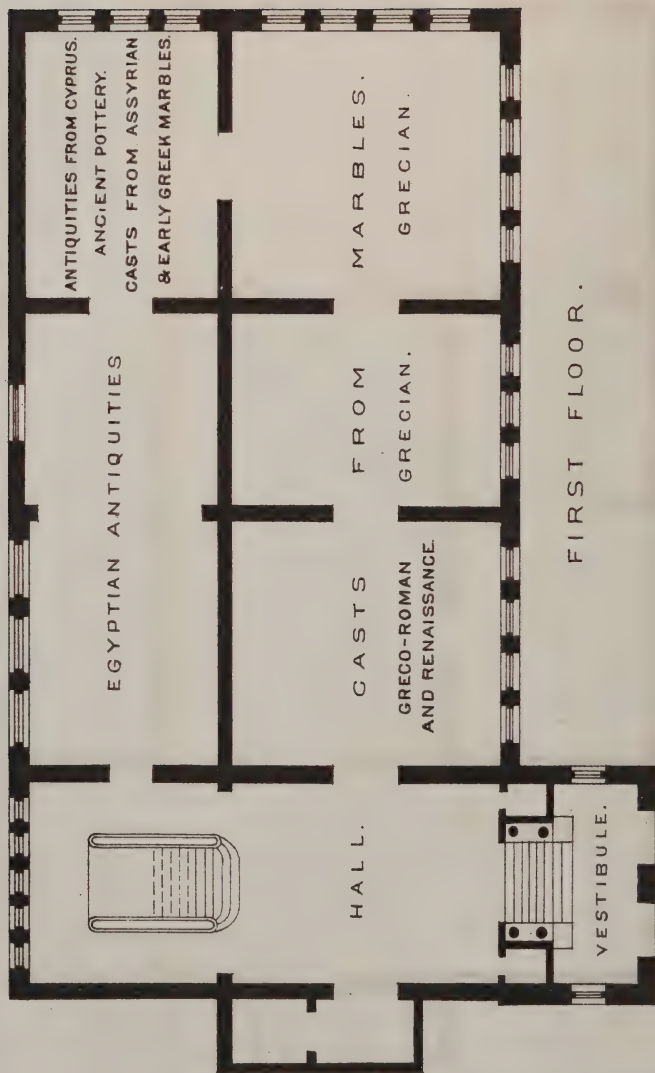 ANTIQUITIES FROM CYPRUS.
ANCIENT POTTERY.
CASTS FROM ASSYRIAN
& EARLY GREEK MARBLES.
EGYPTIAN ANTIQUITIES
HALL.
CASTS FROM MARBLES.
GRECO-ROMAN
AND RENAISSANCE.
GRECIAN.
GRECIAN.
VESTIBULE.
FIRST FLOOR.